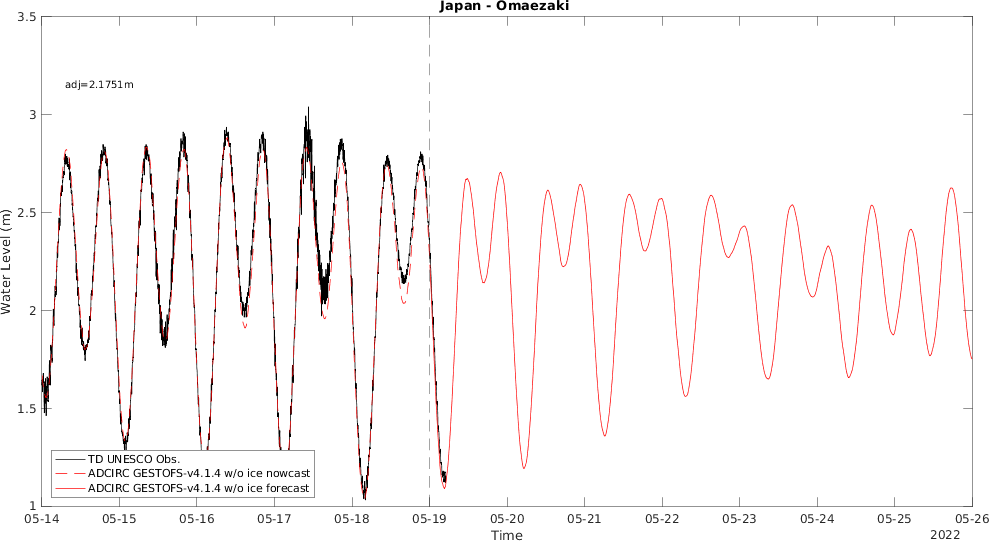 Japan - Omaezaki
3.5
adj=2.1751m
3
2.5
Water Level (m)
2
1.5
TD UNESCO Obs.
ADCIRC GESTOFS-v4.1.4 w/o ice nowcast
ADCIRC GESTOFS-v4.1.4 w/o ice forecast
1
05-14 05-15 05-16 05-17 05-18 05-19 05-20 05-21 05-22 05-23 05-24 05-25 05-26
Time
2022